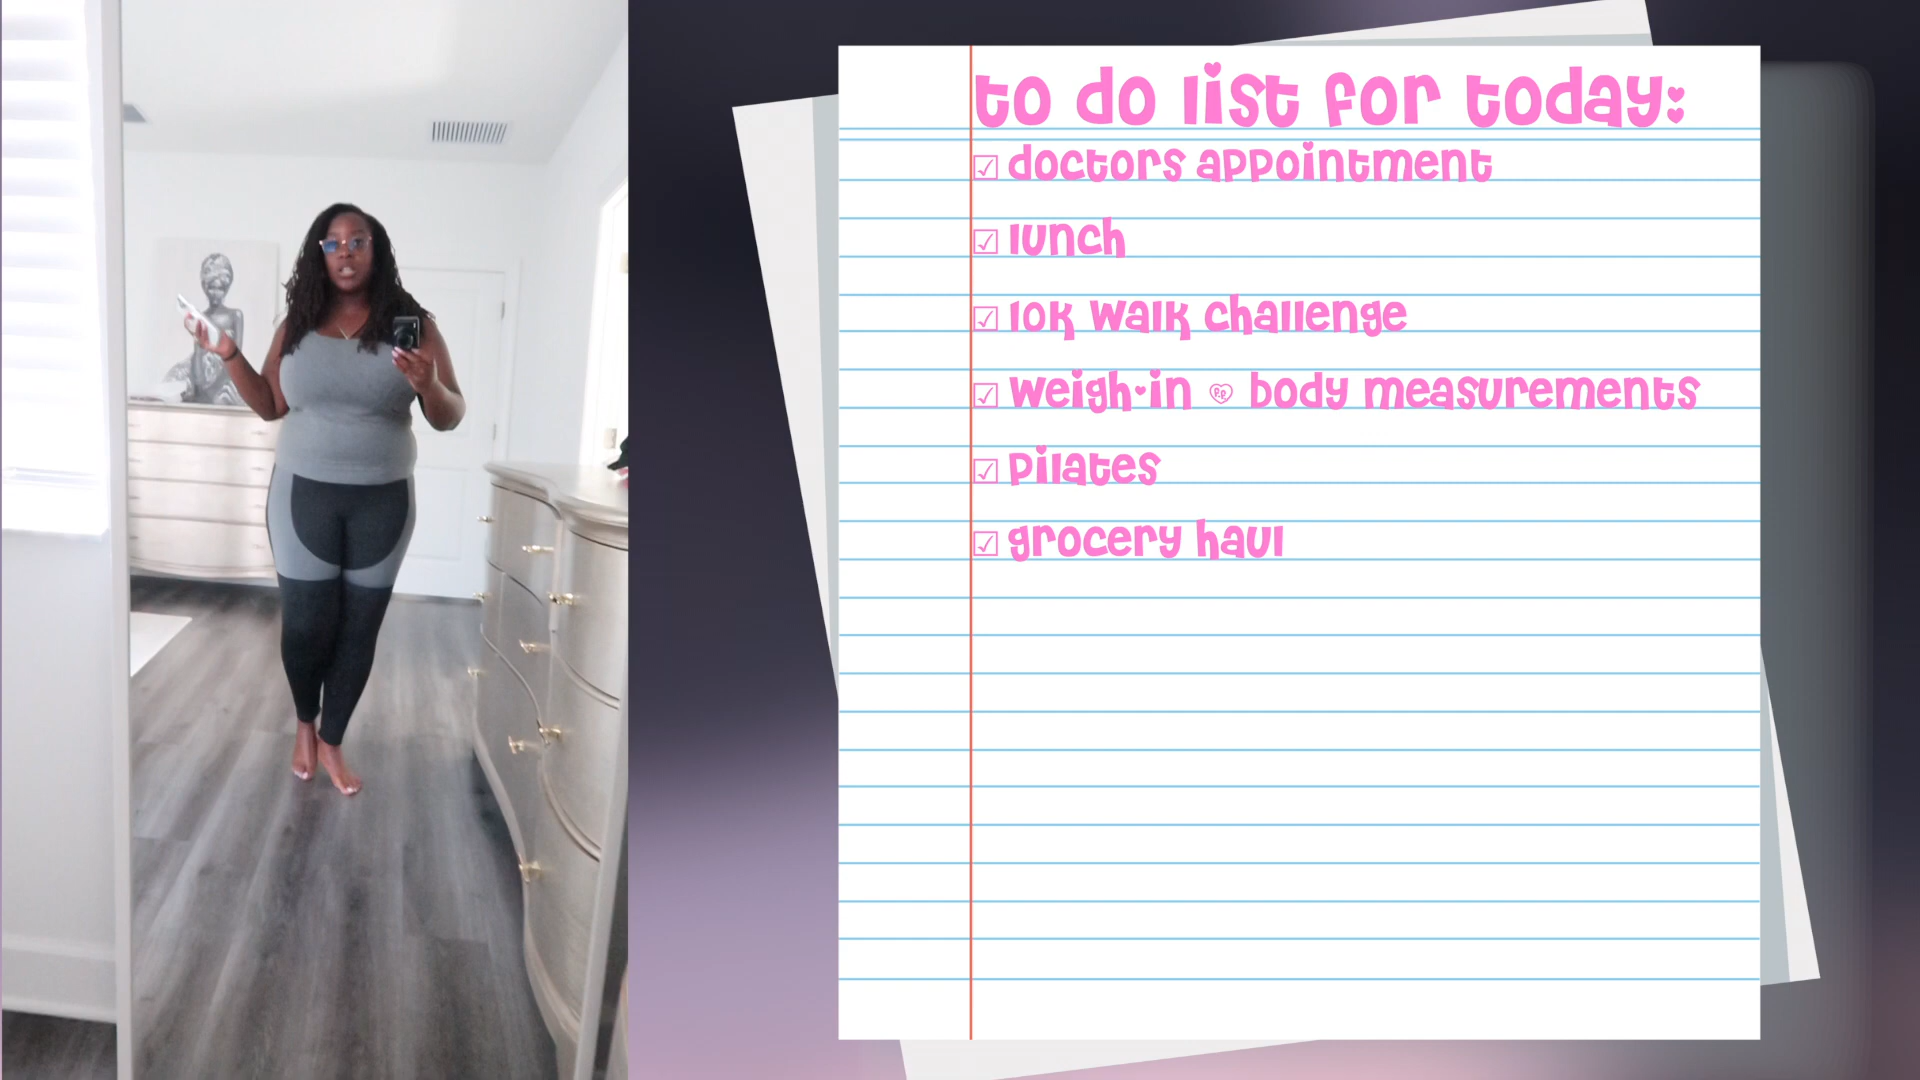 to do list for today:
☑ doctors appointment
☑ lunch
☑ 10k walk challenge
☑ weigh-in & body measurements
☑ pilates
☑ grocery haul